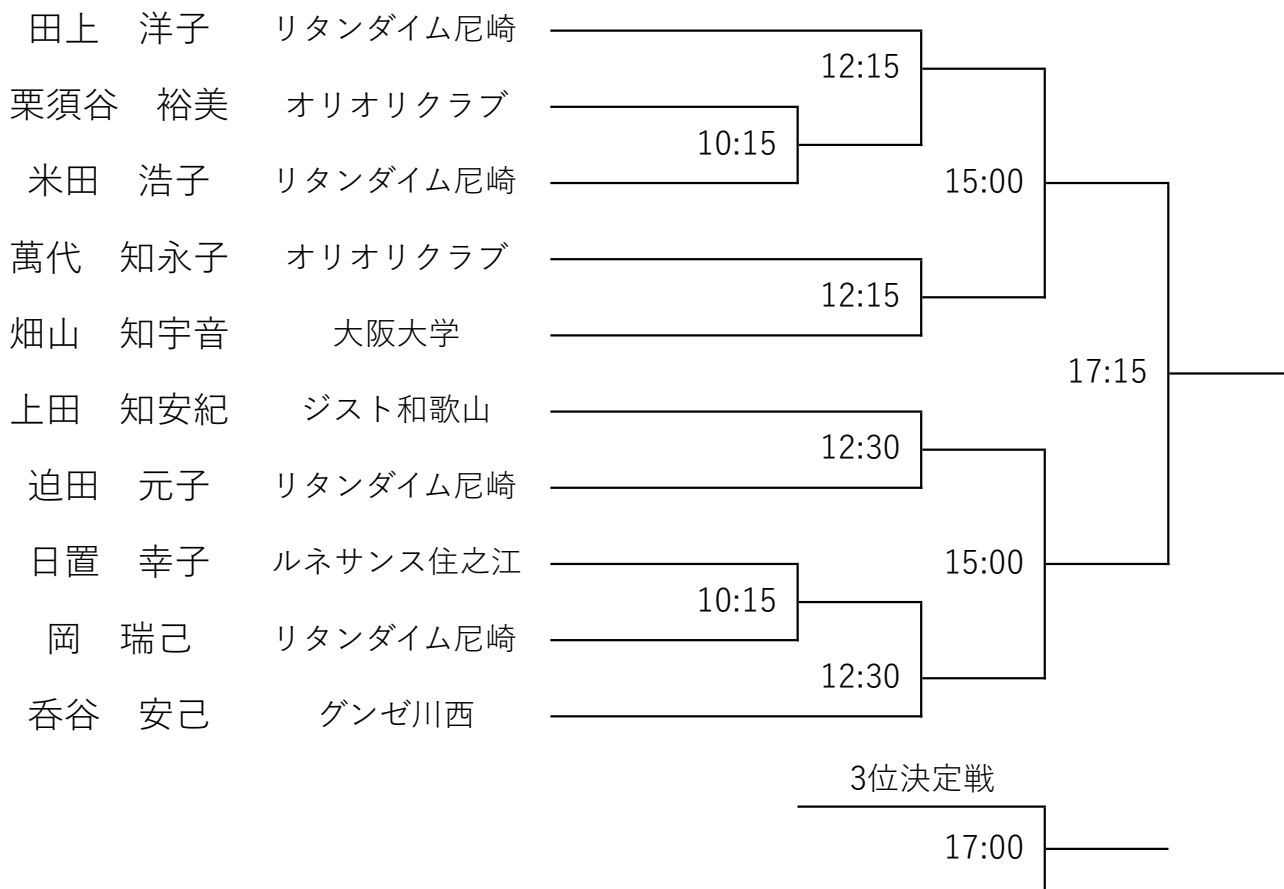 田上　洋子　リタンダイム尼崎
12:15
栗須谷　裕美　オリオリクラブ
10:15
米田　浩子　リタンダイム尼崎
15:00
萬代　知永子　オリオリクラブ
12:15
畑山　知宇音　大阪大学
17:15
上田　知安紀　ジスト和歌山
12:30
迫田　元子　リタンダイム尼崎
日置　幸子　ルネサンス住之江
15:00
10:15
岡　瑞己　リタンダイム尼崎
12:30
呑谷　安己　グンゼ川西
3位決定戦
17:00